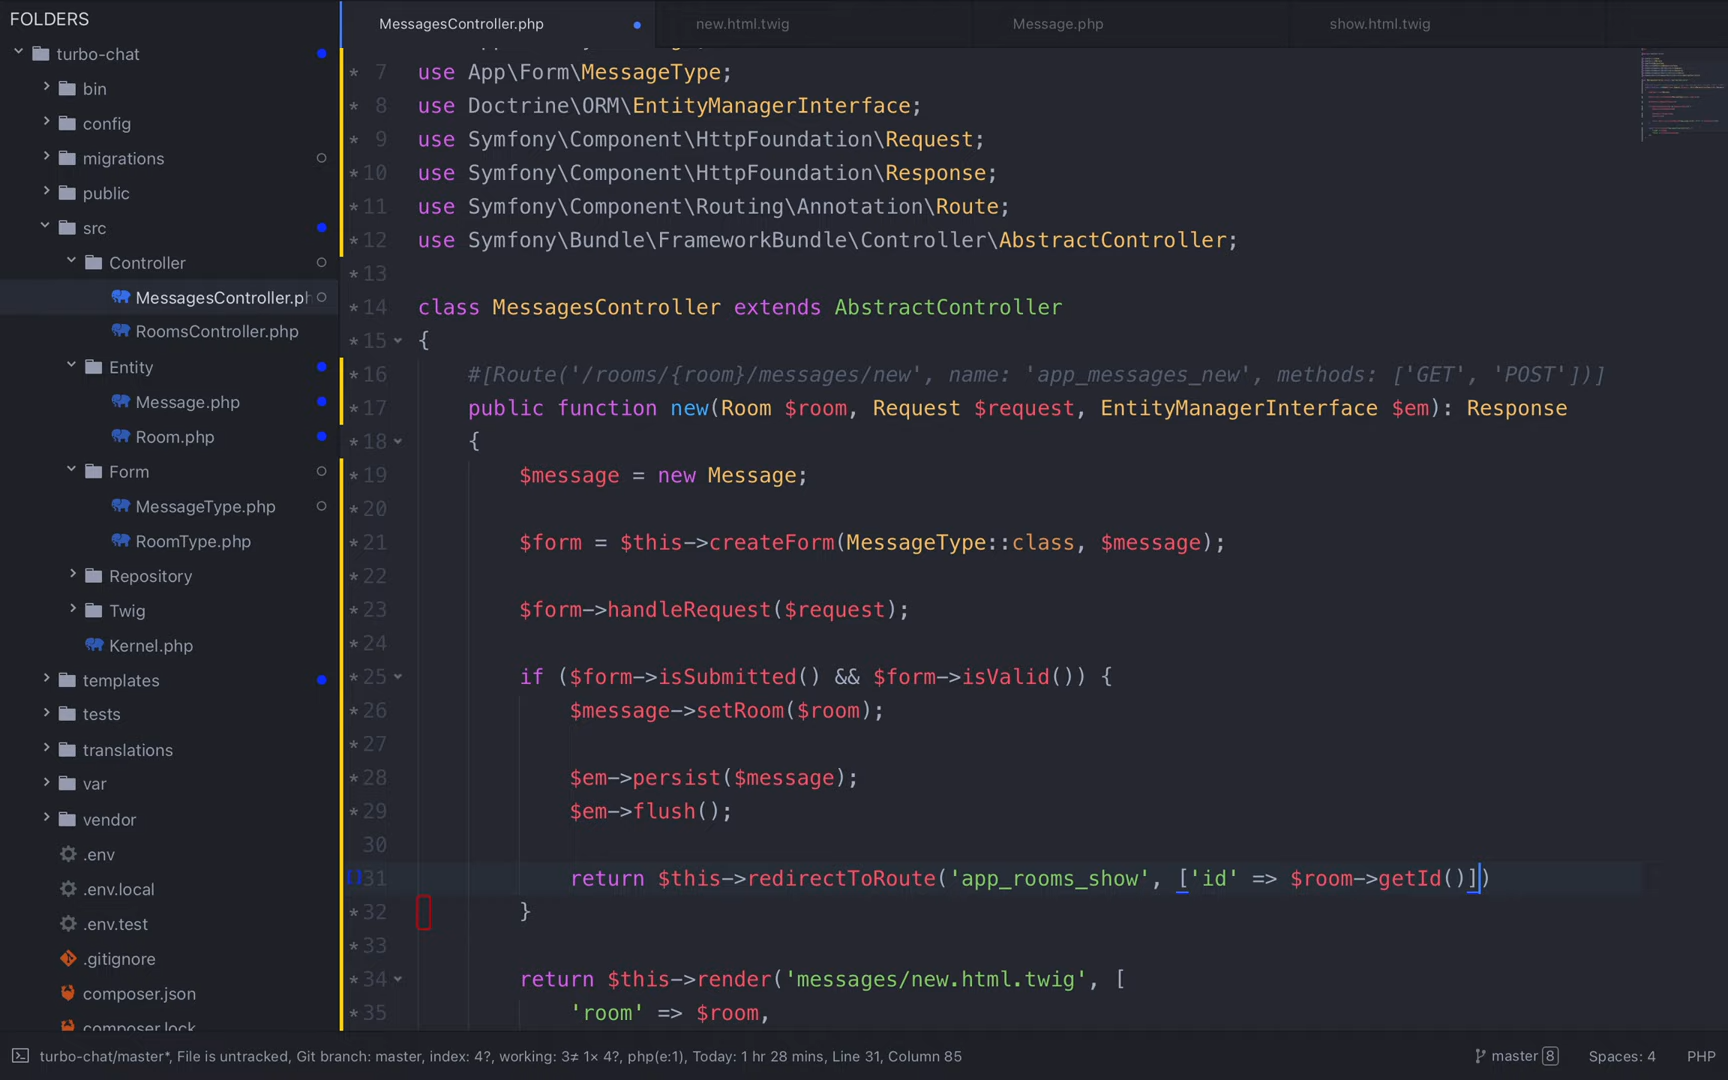 FOLDERS
turbo-chat
bin
config
migrations
public
src
Controller
MessagesController.ph
RoomsController.php
Entity
Message.php
Room.php
Form
MessageType.php
RoomType.php
Repository
Twig
Kernel.php
templates
tests
translations
var
vendor
.env
.env.local
.env.test
.gitignore
composer.json
composer.lock
MessagesController.php
new.html.twig
Message.php
show.html.twig
* 7 use App\Form\MessageType;
* 8 use Doctrine\ORM\EntityManagerInterface;
* 9 use Symfony\Component\HttpFoundation\Request;
*10 use Symfony\Component\HttpFoundation\Response;
*11 use Symfony\Component\Routing\Annotation\Route;
*12 use Symfony\Bundle\FrameworkBundle\Controller\AbstractController;
*13
*14 class MessagesController extends AbstractController
*15 {
*16 #[Route('/rooms/{room}/messages/new', name: 'app_messages_new', methods: ['GET', 'POST'])]
*17 public function new(Room $room, Request $request, EntityManagerInterface $em): Response
*18 {
*19 $message = new Message;
*20
*21 $form = $this->createForm(MessageType::class, $message);
*22
*23 $form->handleRequest($request);
*24
*25 if ($form->isSubmitted() && $form->isValid()) {
*26 $message->setRoom($room);
*27
*28 $em->persist($message);
*29 $em->flush();
30
31 return $this->redirectToRoute('app_rooms_show', ['id' => $room->getId()])
*32 }
*33
*34 return $this->render('messages/new.html.twig', [
*35 'room' => $room,
turbo-chat/master*, File is untracked, Git branch: master, index: 4?, working: 3≠ 1× 4?, php(e:1), Today: 1 hr 28 mins, Line 31, Column 85
master 8
Spaces: 4
PHP